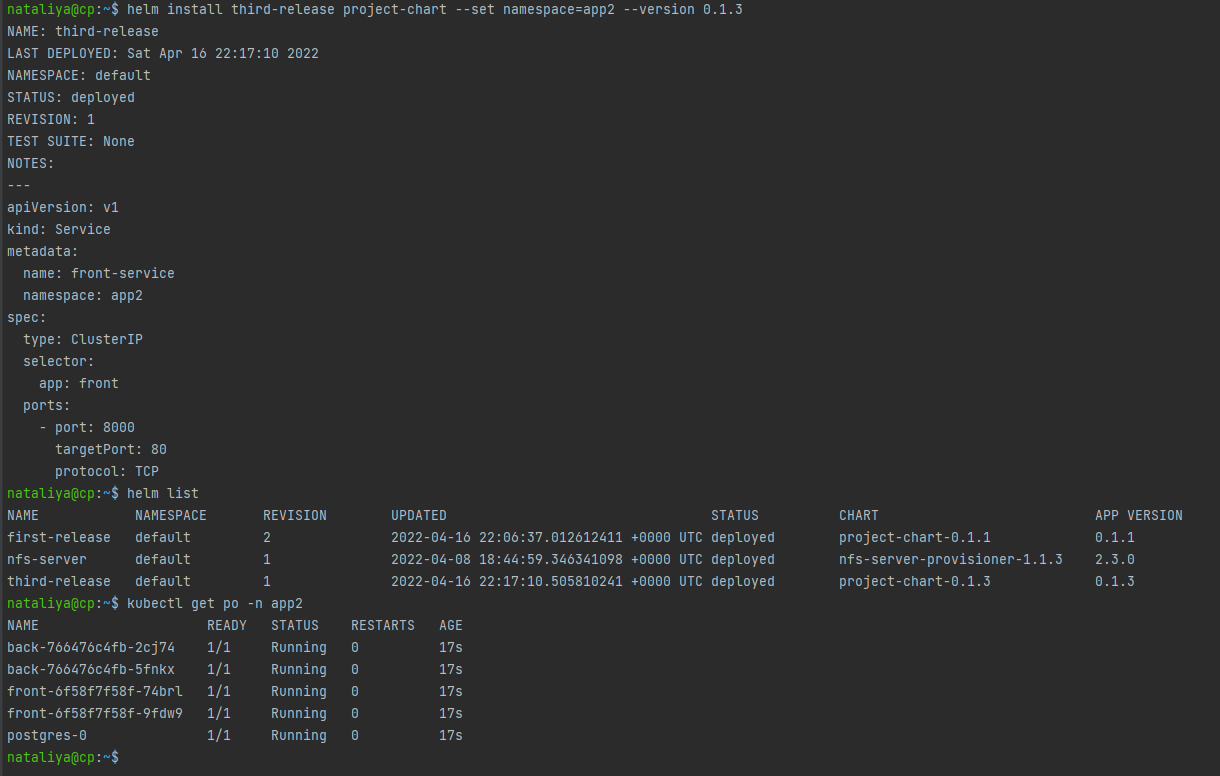 nataliya@cp:~$ helm install third-release project-chart --set namespace=app2 --version 0.1.3
NAME: third-release
LAST DEPLOYED: Sat Apr 16 22:17:10 2022
NAMESPACE: default
STATUS: deployed
REVISION: 1
TEST SUITE: None
NOTES:
---
apiVersion: v1
kind: Service
metadata:
  name: front-service
  namespace: app2
spec:
  type: ClusterIP
  selector:
    app: front
  ports:
    - port: 8000
      targetPort: 80
      protocol: TCP
nataliya@cp:~$ helm list
NAME            NAMESPACE       REVISION        UPDATED                                 STATUS          CHART                           APP VERSION
first-release   default         2               2022-04-16 22:06:37.012612411 +0000 UTC deployed        project-chart-0.1.1             0.1.1
nfs-server      default         1               2022-04-08 18:44:59.346341098 +0000 UTC deployed        nfs-server-provisioner-1.1.3    2.3.0
third-release   default         1               2022-04-16 22:17:10.505810241 +0000 UTC deployed        project-chart-0.1.3             0.1.3
nataliya@cp:~$ kubectl get po -n app2
NAME                     READY   STATUS    RESTARTS   AGE
back-766476c4fb-2cj74    1/1     Running   0          17s
back-766476c4fb-5fnkx    1/1     Running   0          17s
front-6f58f7f58f-74brl   1/1     Running   0          17s
front-6f58f7f58f-9fdw9   1/1     Running   0          17s
postgres-0               1/1     Running   0          17s
nataliya@cp:~$